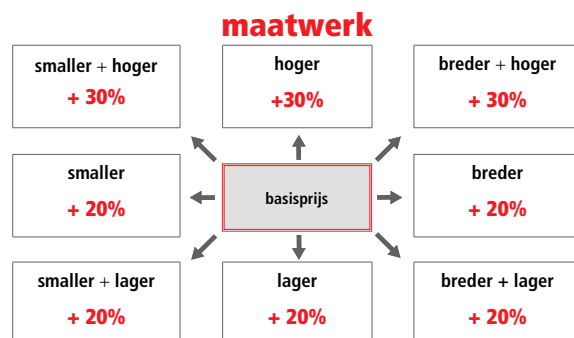 maatwerk
smaller + hoger
+ 30%
hoger
+30%
breder + hoger
+ 30%
smaller
+ 20%
basisprijs
breder
+ 20%
smaller + lager
+ 20%
lager
+ 20%
breder + lager
+ 20%